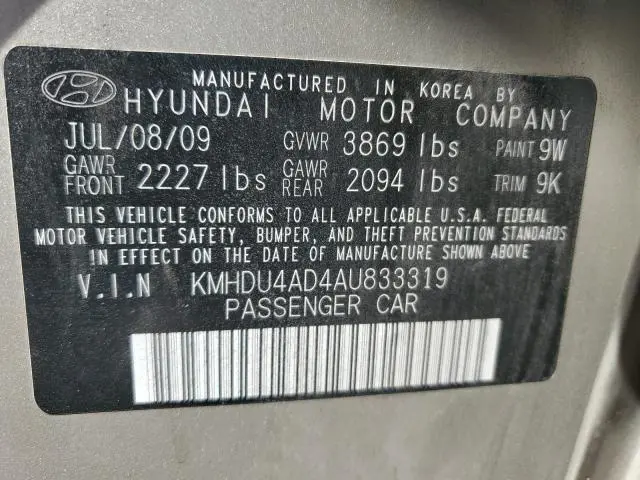 MANUFACTURED IN KOREA BY
HYUNDAI MOTOR COMPANY
JUL/08/09 GVWR 3869 lbs PAINT 9W
GAWR FRONT 2227 lbs GAWR REAR 2094 lbs TRIM 9K
THIS VEHICLE CONFORMS TO ALL APPLICABLE U.S.A. FEDERAL
MOTOR VEHICLE SAFETY, BUMPER, AND THEFT PREVENTION STANDARDS
IN EFFECT ON THE DATE OF MANUFACTURE SHOWN ABOVE
V.I.N KMHDU4AD4AU833319
PASSENGER CAR